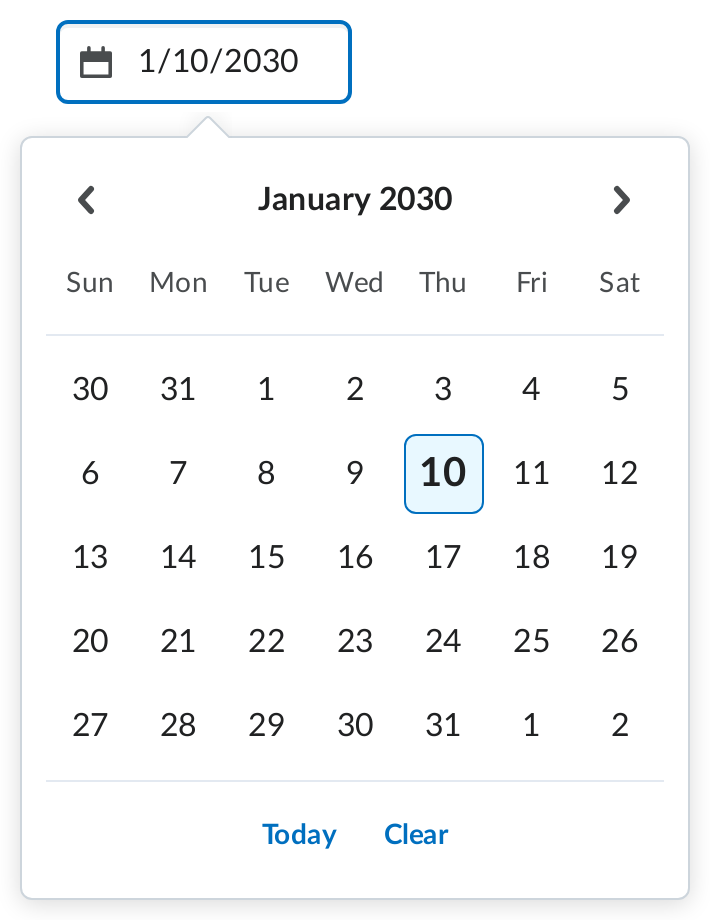 1/10/2030
January 2030
Sun Mon Tue Wed Thu Fri Sat
30 31 1 2 3 4 5
6 7 8 9 10 11 12
13 14 15 16 17 18 19
20 21 22 23 24 25 26
27 28 29 30 31 1 2
Today Clear